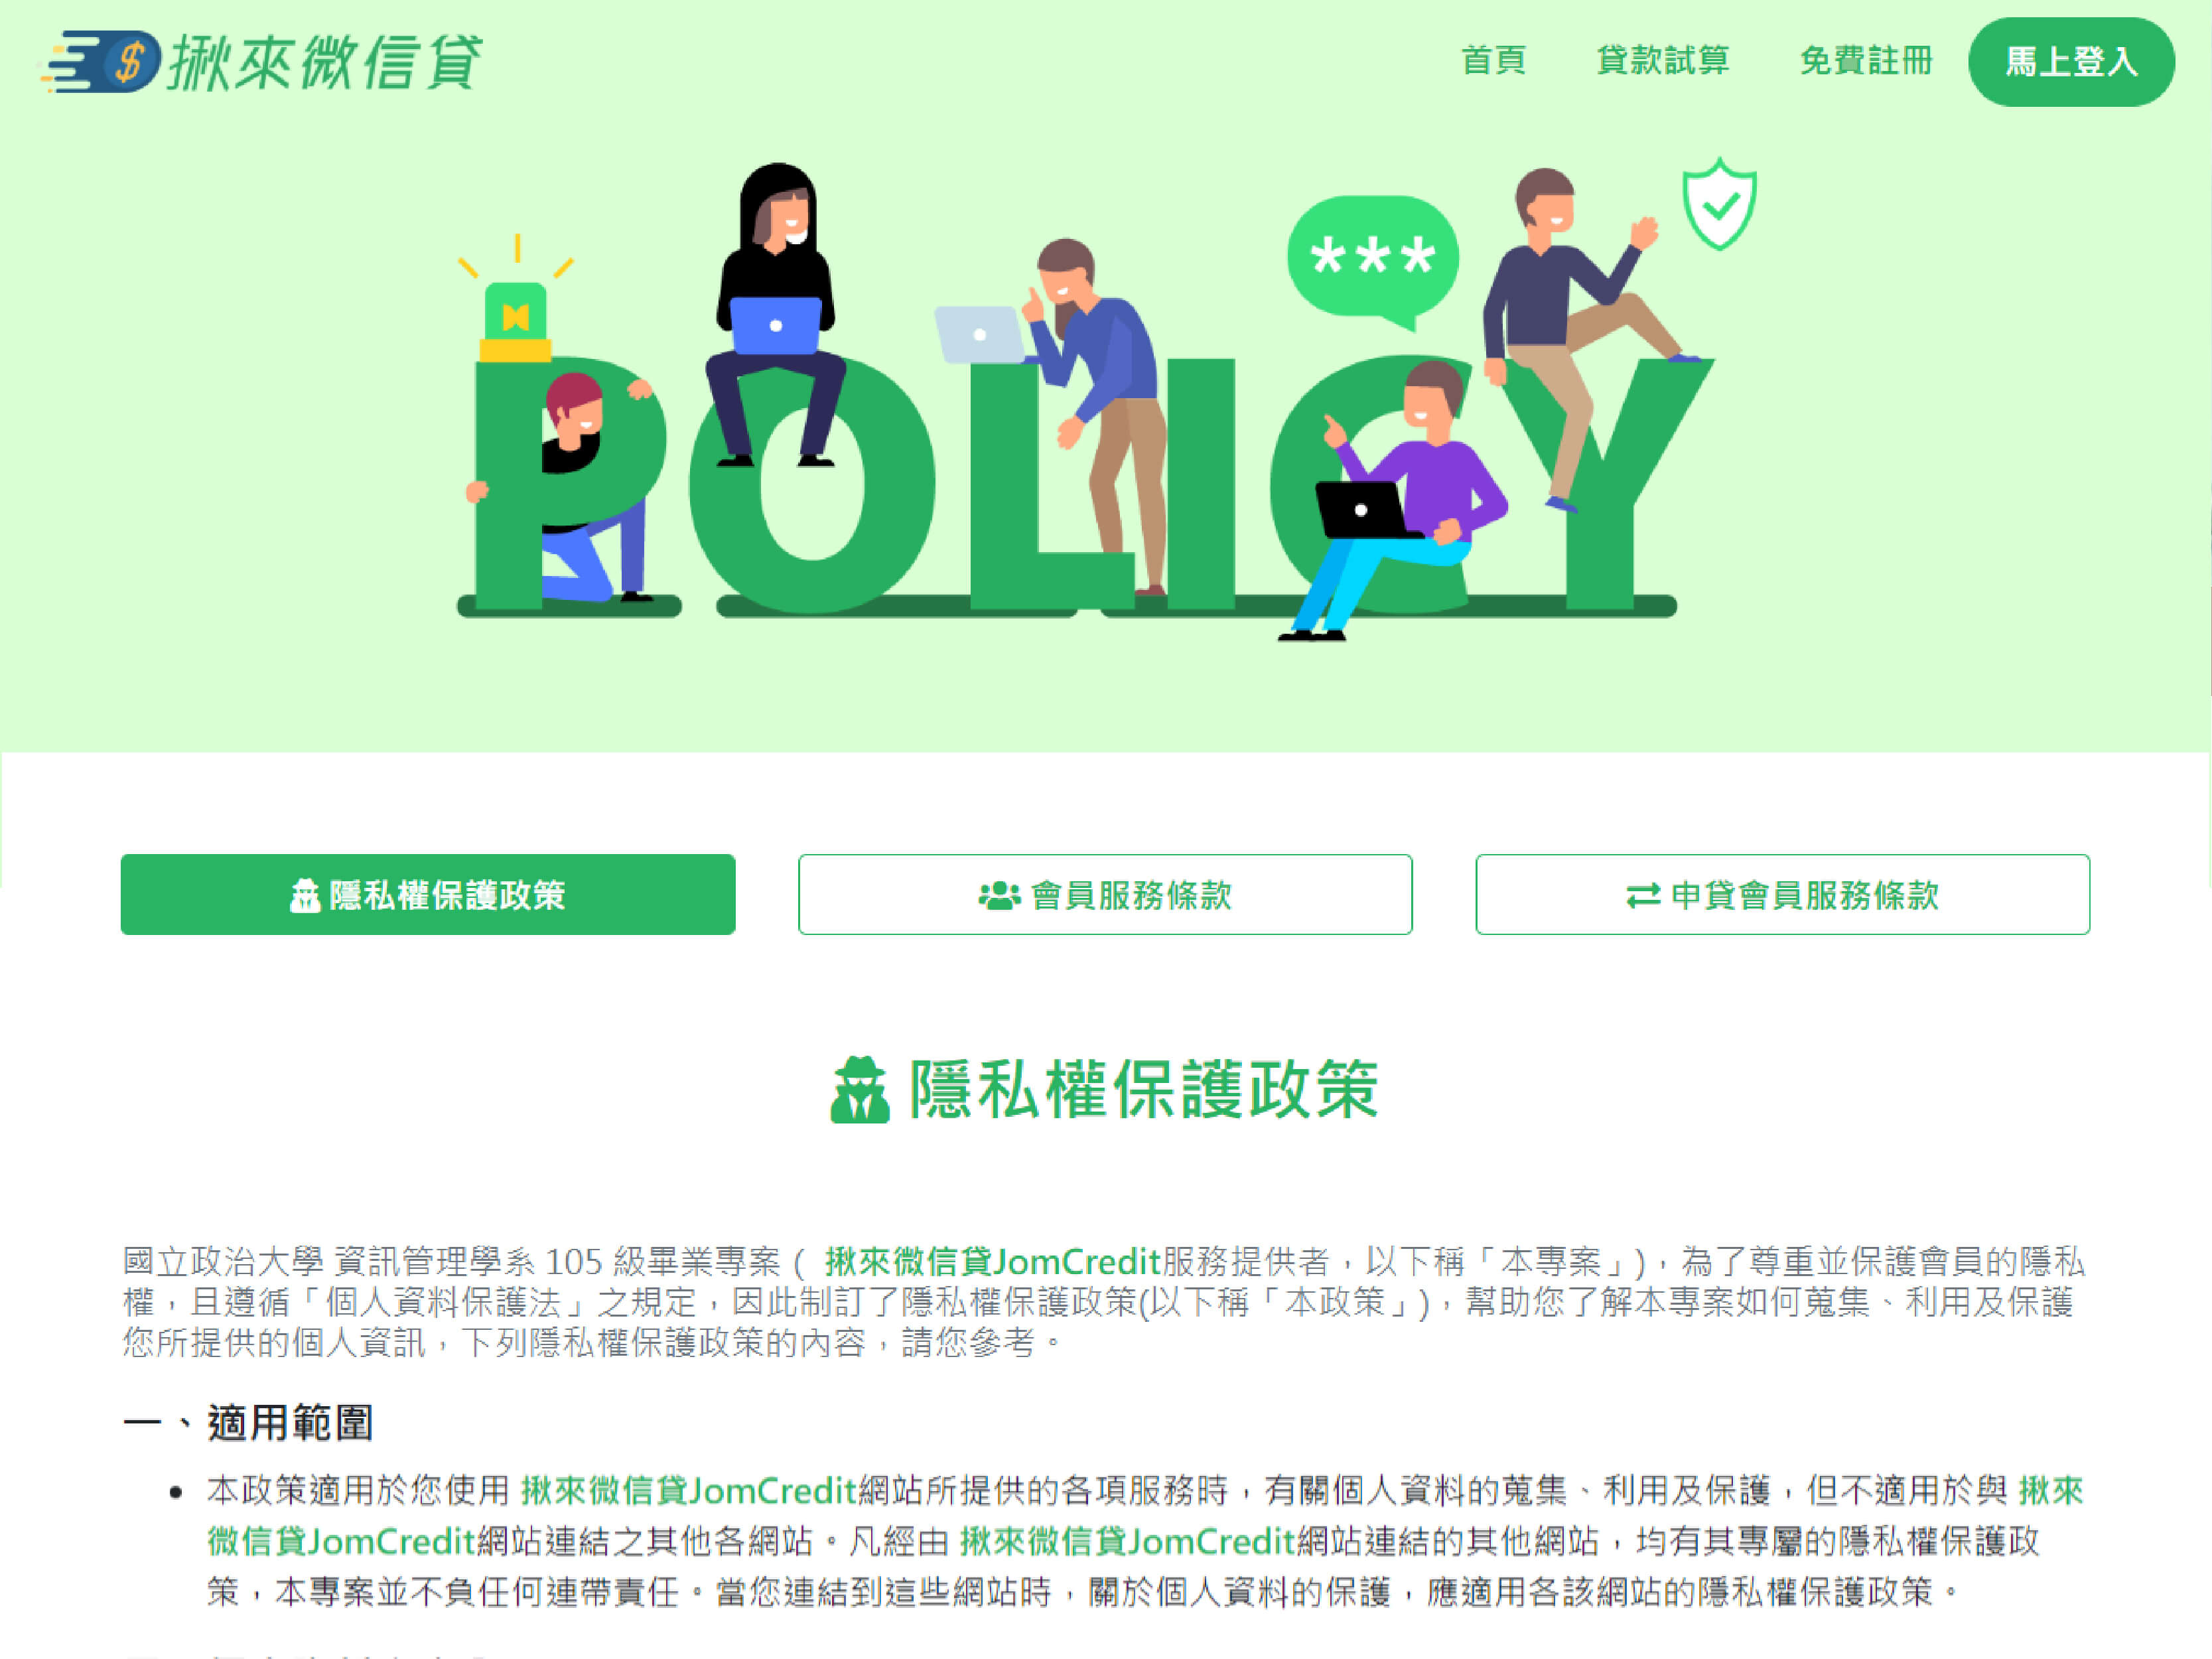 揪來微信貸
首頁 貸款試算 免費註冊 馬上登入
***
POLICY
隱私權保護政策 會員服務條款 申貸會員服務條款
隱私權保護政策
國立政治大學 資訊管理學系 105 級畢業專案 ( 揪來微信貸JomCredit服務提供者，以下稱「本專案」)，為了尊重並保護會員的隱私
權，且遵循「個人資料保護法」之規定，因此制訂了隱私權保護政策(以下稱「本政策」)，幫助您了解本專案如何蒐集、利用及保護
您所提供的個人資訊，下列隱私權保護政策的內容，請您參考。
一、適用範圍
• 本政策適用於您使用 揪來微信貸JomCredit網站所提供的各項服務時，有關個人資料的蒐集、利用及保護，但不適用於與 揪來
微信貸JomCredit網站連結之其他各網站。凡經由 揪來微信貸JomCredit網站連結的其他網站，均有其專屬的隱私權保護政
策，本專案並不負任何連帶責任。當您連結到這些網站時，關於個人資料的保護，應適用各該網站的隱私權保護政策。